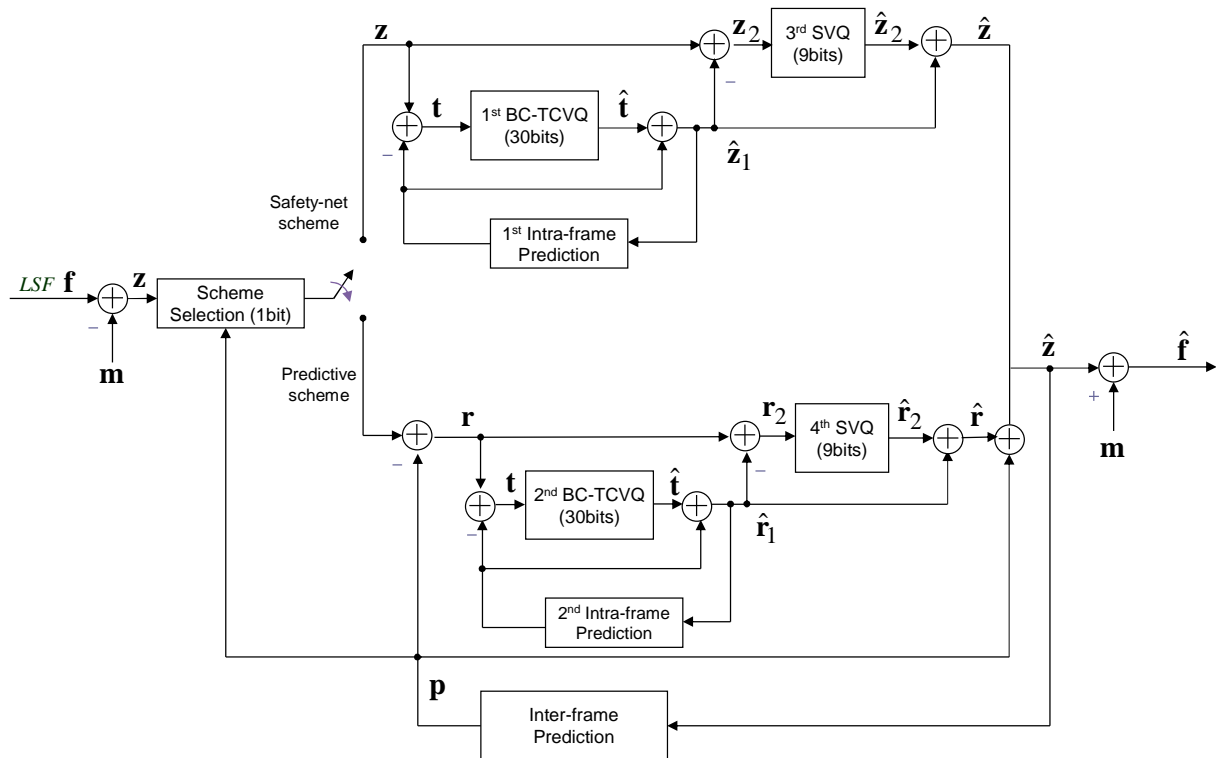 z
z₂
3rd SVQ
(9bits)
ẑ₂
ẑ
t
1st BC-TCVQ
(30bits)
t̂
ẑ₁
Safety-net
scheme
1st Intra-frame
Prediction
LSF f
z
Scheme
Selection (1bit)
m
Predictive
scheme
ẑ
f̂
+
m
r
r₂
4th SVQ
(9bits)
r̂₂
r̂
t
2nd BC-TCVQ
(30bits)
t̂
r̂₁
2nd Intra-frame
Prediction
p
Inter-frame
Prediction